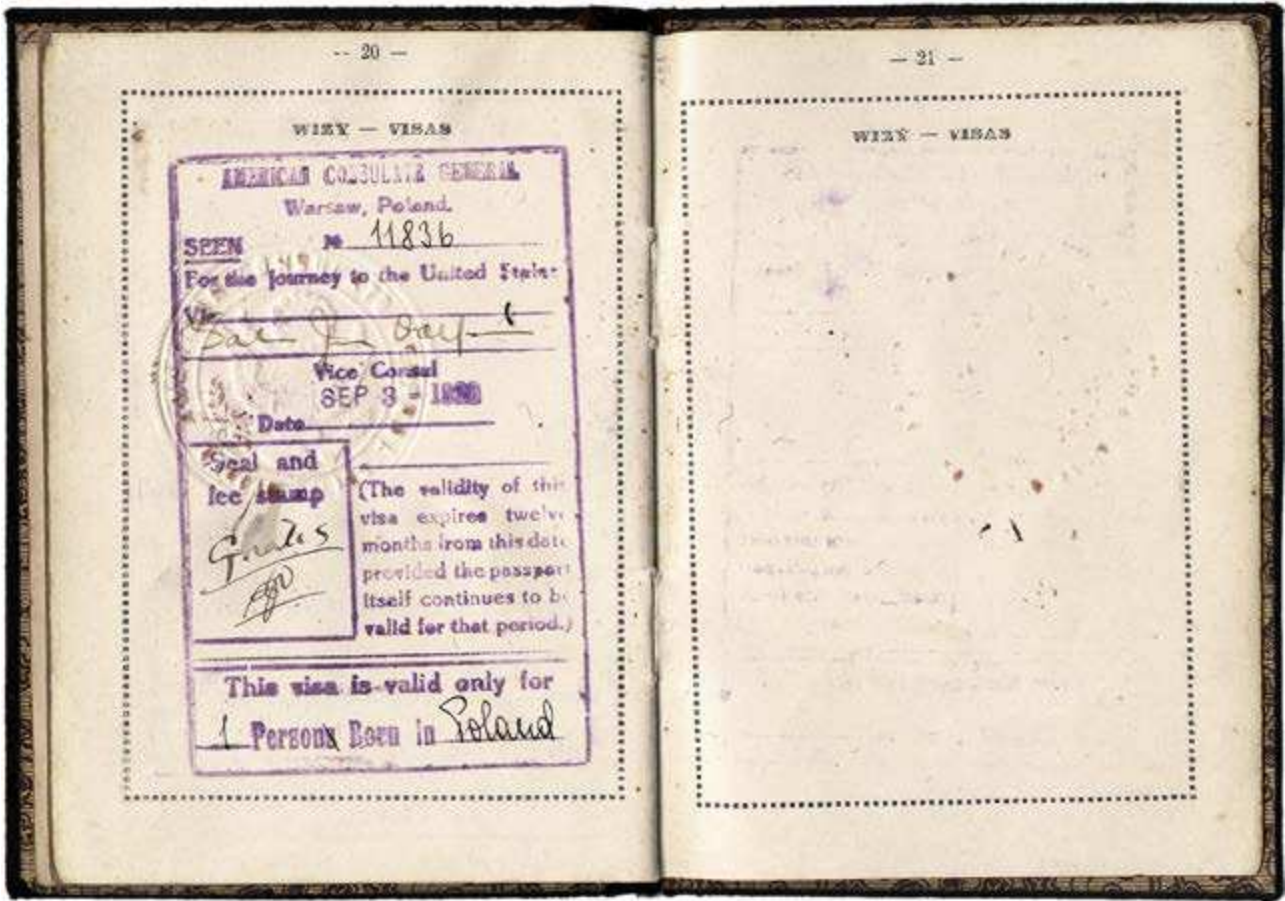 -- 20 —
WIZY — VISAS
AMERICAN CONSULATE GENERAL
Warsaw, Poland.
SEEN № 11836
For the Journey to the United States
Via
Vice Consul
SEP 3 -
Date
Seal and
fee stamp
Gratis
(The validity of this
visa expires twelve
months from this date
provided the passport
itself continues to be
valid for that period.)
This visa is valid only for
1 Persons Born in Poland
— 21 —
WIZY — VISAS